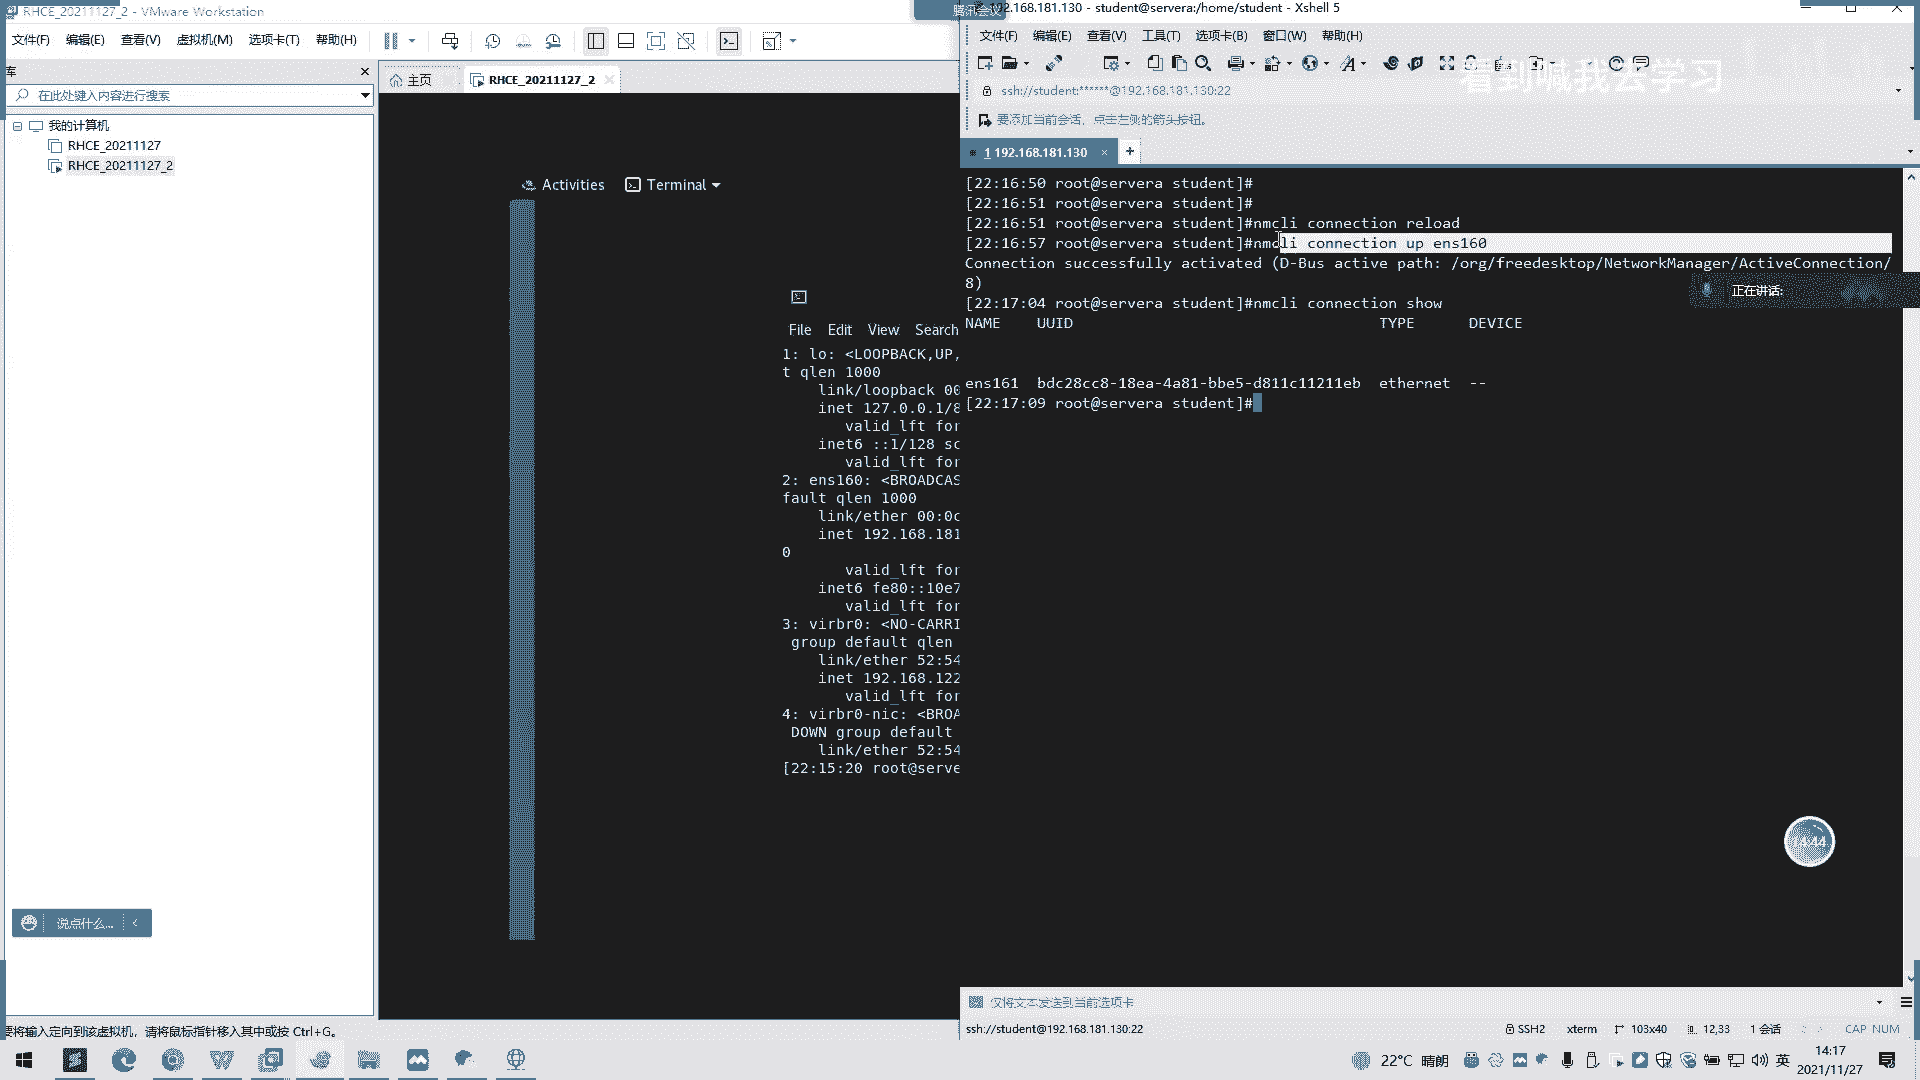 RHCE_20211127_2 - VMware Workstation
文件(F) 编辑(E) 查看(V) 虚拟机(M) 选项卡(T) 帮助(H)
库
在此处键入内容进行搜索
我的计算机
RHCE_20211127
RHCE_20211127_2
主页
RHCE_20211127_2
Activities
Terminal
File Edit View Search
1: lo: <LOOPBACK,UP,
t qlen 1000
link/loopback 00
inet 127.0.0.1/8
valid_lft for
inet6 ::1/128 sc
valid_lft for
2: ens160: <BROADCAS
fault qlen 1000
link/ether 00:0c
inet 192.168.181
0
valid_lft for
inet6 fe80::10e7
valid_lft for
3: virbr0: <NO-CARRI
group default qlen
link/ether 52:54
inet 192.168.122
valid_lft for
4: virbr0-nic: <BROA
DOWN group default
link/ether 52:54
[22:15:20 root@serve
说点什么...
要将输入定向到该虚拟机，请将鼠标指针移入其中或按 Ctrl+G。
腾讯会议
192.168.181.130 - student@servera:/home/student - Xshell 5
文件(F) 编辑(E) 查看(V) 工具(T) 选项卡(B) 窗口(W) 帮助(H)
看到喊我去学习
ssh://student:******@192.168.181.130:22
要添加当前会话，点击左侧的箭头按钮。
1 192.168.181.130
[22:16:50 root@servera student]#
[22:16:51 root@servera student]#
[22:16:51 root@servera student]#nmcli connection reload
[22:16:57 root@servera student]#nmcli connection up ens160
Connection successfully activated (D-Bus active path: /org/freedesktop/NetworkManager/ActiveConnection/
8)
[22:17:04 root@servera student]#nmcli connection show
正在讲话:
NAME UUID TYPE DEVICE
ens161 bdc28cc8-18ea-4a81-bbe5-d811c11211eb ethernet --
[22:17:09 root@servera student]#
14:44
仅将文本发送到当前选项卡
ssh://student@192.168.181.130:22
SSH2 xterm 103x40 12,33 1 会话 CAP NUM
22°C 晴朗
英
14:17
2021/11/27